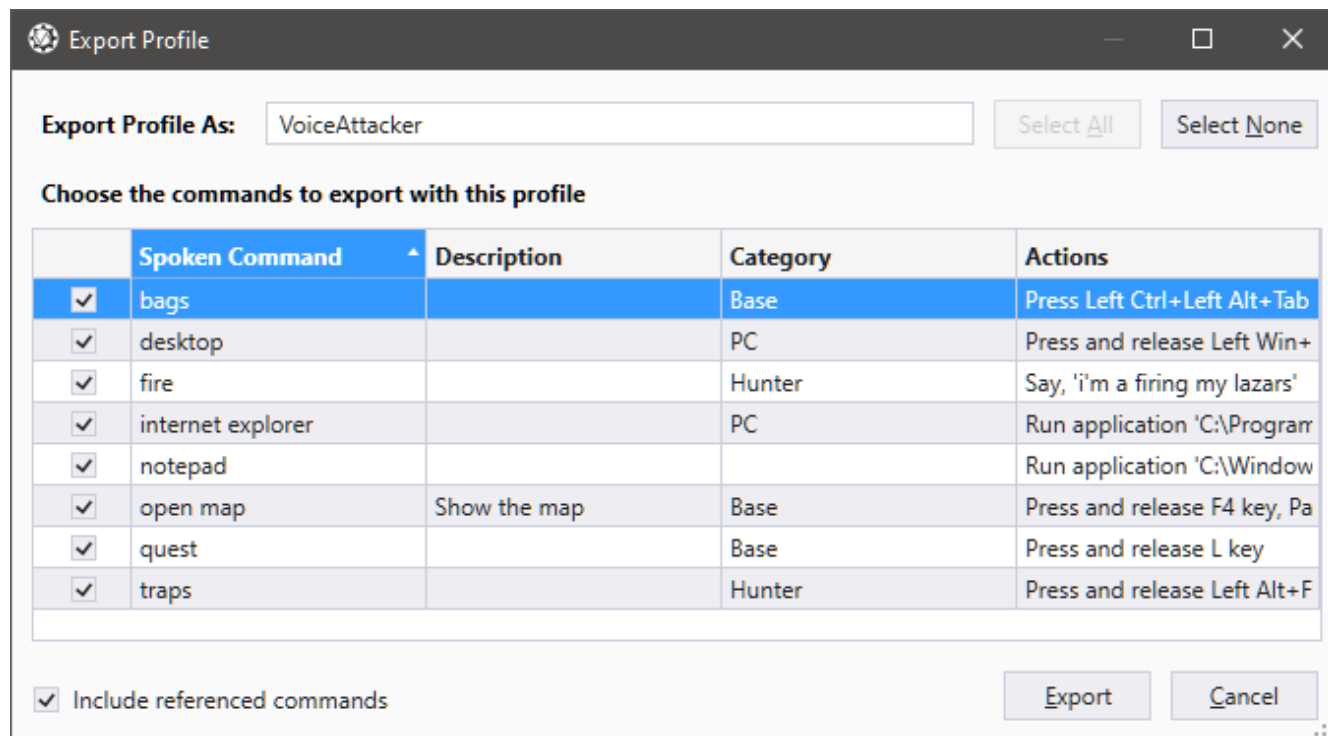 Export Profile
Export Profile As: VoiceAttacker Select All Select None
Choose the commands to export with this profile
Spoken Command Description Category Actions
bags Base Press Left Ctrl+Left Alt+Tab
desktop PC Press and release Left Win+
fire Hunter Say, 'i'm a firing my lazars'
internet explorer PC Run application 'C:\Program
notepad Run application 'C:\Window
open map Show the map Base Press and release F4 key, Pa
quest Base Press and release L key
traps Hunter Press and release Left Alt+F
Include referenced commands Export Cancel